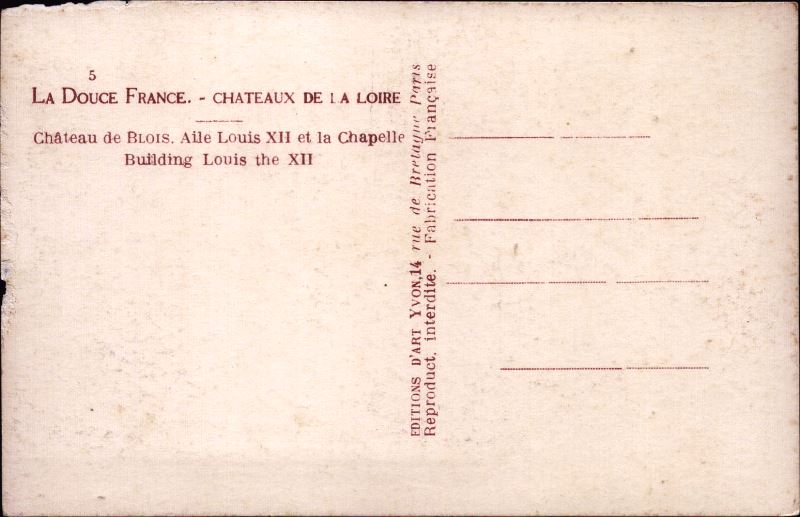 5
LA DOUCE FRANCE. - CHATEAUX DE LA LOIRE
Château de BLOIS. Aile Louis XII et la Chapelle
Building Louis the XII
EDITIONS D'ART YVON, 14 rue de Bretagne Paris
Reproduct. interdite. - Fabrication Française